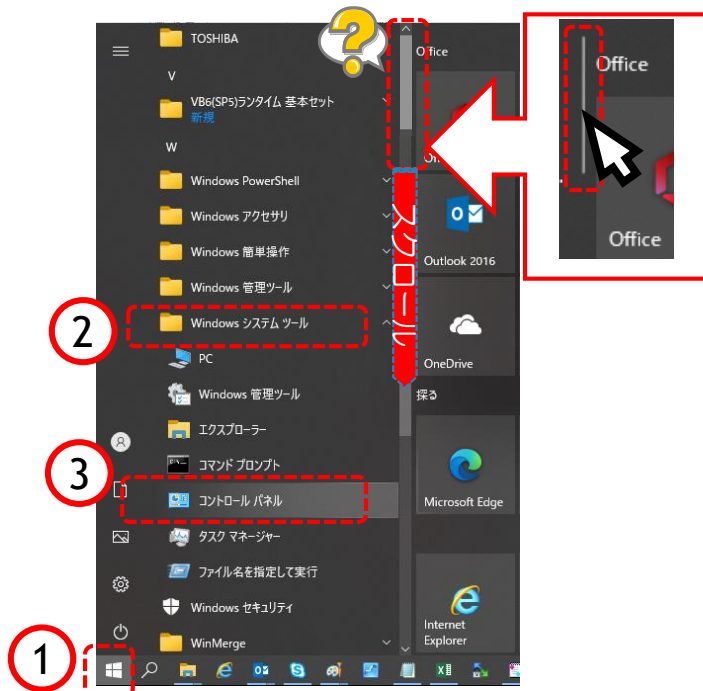 TOSHIBA
V
VB6(SP5)ランタイム 基本セット
新規
W
Windows PowerShell
Windows アクセサリ
Windows 簡単操作
Windows 管理ツール
2
Windows システム ツール
PC
Windows 管理ツール
エクスプローラー
コマンド プロンプト
3
コントロール パネル
タスク マネージャー
ファイル名を指定して実行
Windows セキュリティ
WinMerge
1
?
スクロール
Office
Outlook 2016
OneDrive
探る
Microsoft Edge
Internet
Explorer
Office
Office